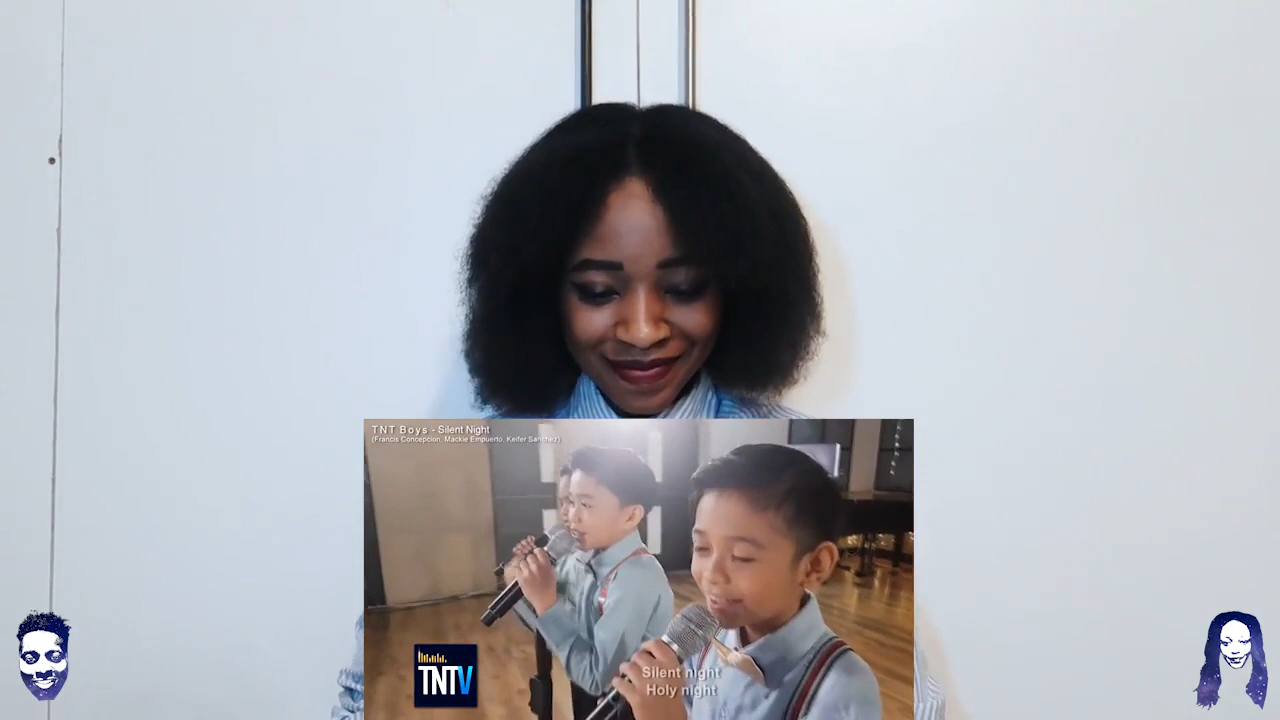 TNT Boys - Silent Night
(Francis Concepcion, Mackie Empuerto, Keifer Sanchez)
TNTV
Silent night
Holy night